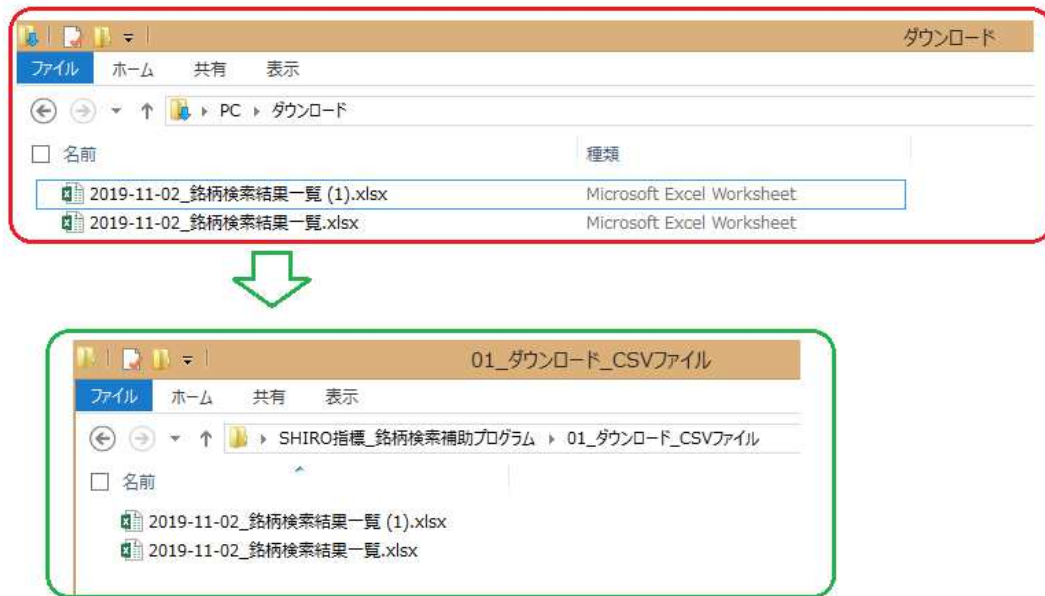 ダウンロード
ファイル ホーム 共有 表示
PC ダウンロード
名前 種類
2019-11-02_銘柄検索結果一覧 (1).xlsx Microsoft Excel Worksheet
2019-11-02_銘柄検索結果一覧.xlsx Microsoft Excel Worksheet
01_ダウンロード_CSVファイル
ファイル ホーム 共有 表示
SHIRO指標_銘柄検索補助プログラム 01_ダウンロード_CSVファイル
名前
2019-11-02_銘柄検索結果一覧 (1).xlsx
2019-11-02_銘柄検索結果一覧.xlsx